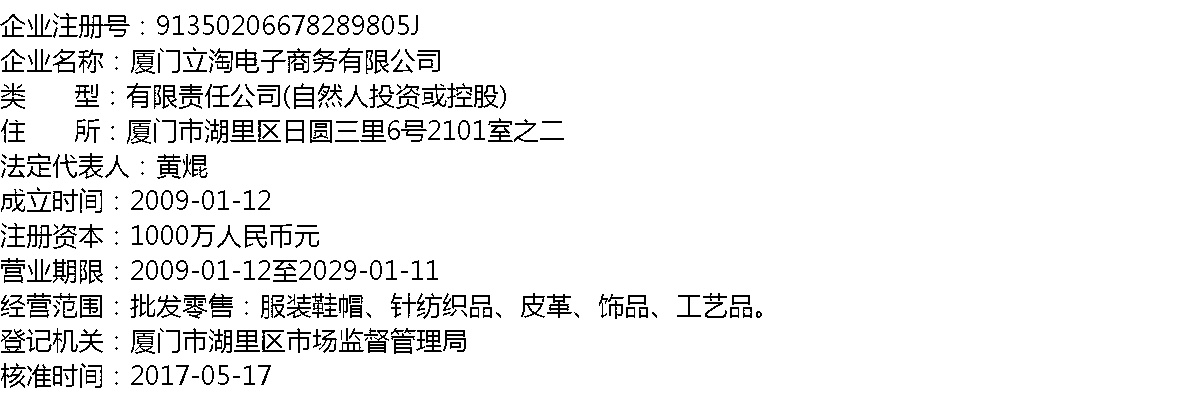 企业注册号：91350206678289805J
企业名称：厦门立淘电子商务有限公司
类　　型：有限责任公司(自然人投资或控股)
住　　所：厦门市湖里区日圆三里6号2101室之二
法定代表人：黄焜
成立时间：2009-01-12
注册资本：1000万人民币元
营业期限：2009-01-12至2029-01-11
经营范围：批发零售：服装鞋帽、针纺织品、皮革、饰品、工艺品。
登记机关：厦门市湖里区市场监督管理局
核准时间：2017-05-17